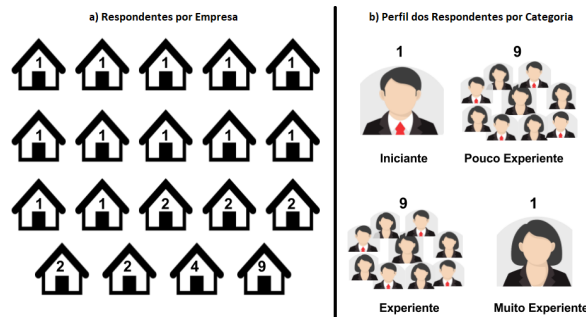 a) Respondentes por Empresa
1 1 1 1 1
1 1 1 1 1
1 1 2 2 2
2 2 4 9
b) Perfil dos Respondentes por Categoria
1 9
Iniciante Pouco Experiente
9 1
Experiente Muito Experiente